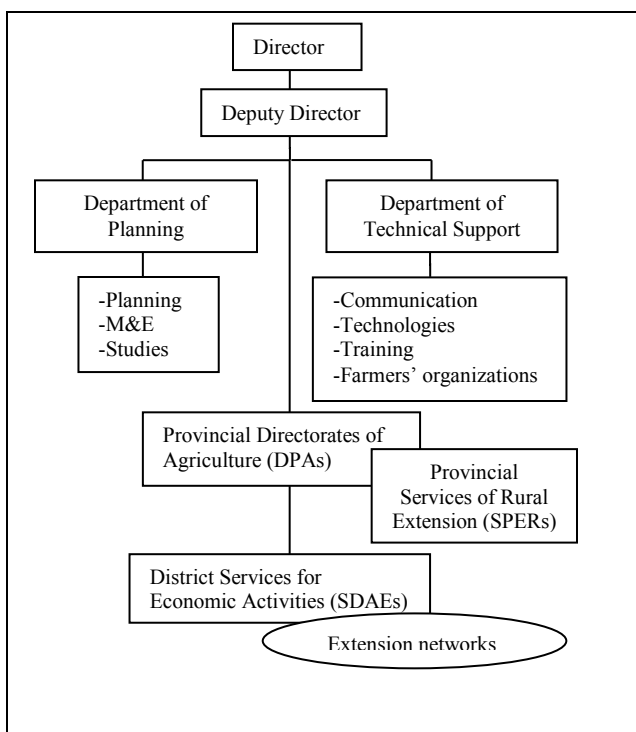 Director
Deputy Director
Department of
Planning
Department of
Technical Support
-Planning
-M&E
-Studies
-Communication
-Technologies
-Training
-Farmers’ organizations
Provincial Directorates of
Agriculture (DPAs)
Provincial
Services of Rural
Extension (SPERs)
District Services for
Economic Activities (SDAEs)
Extension networks